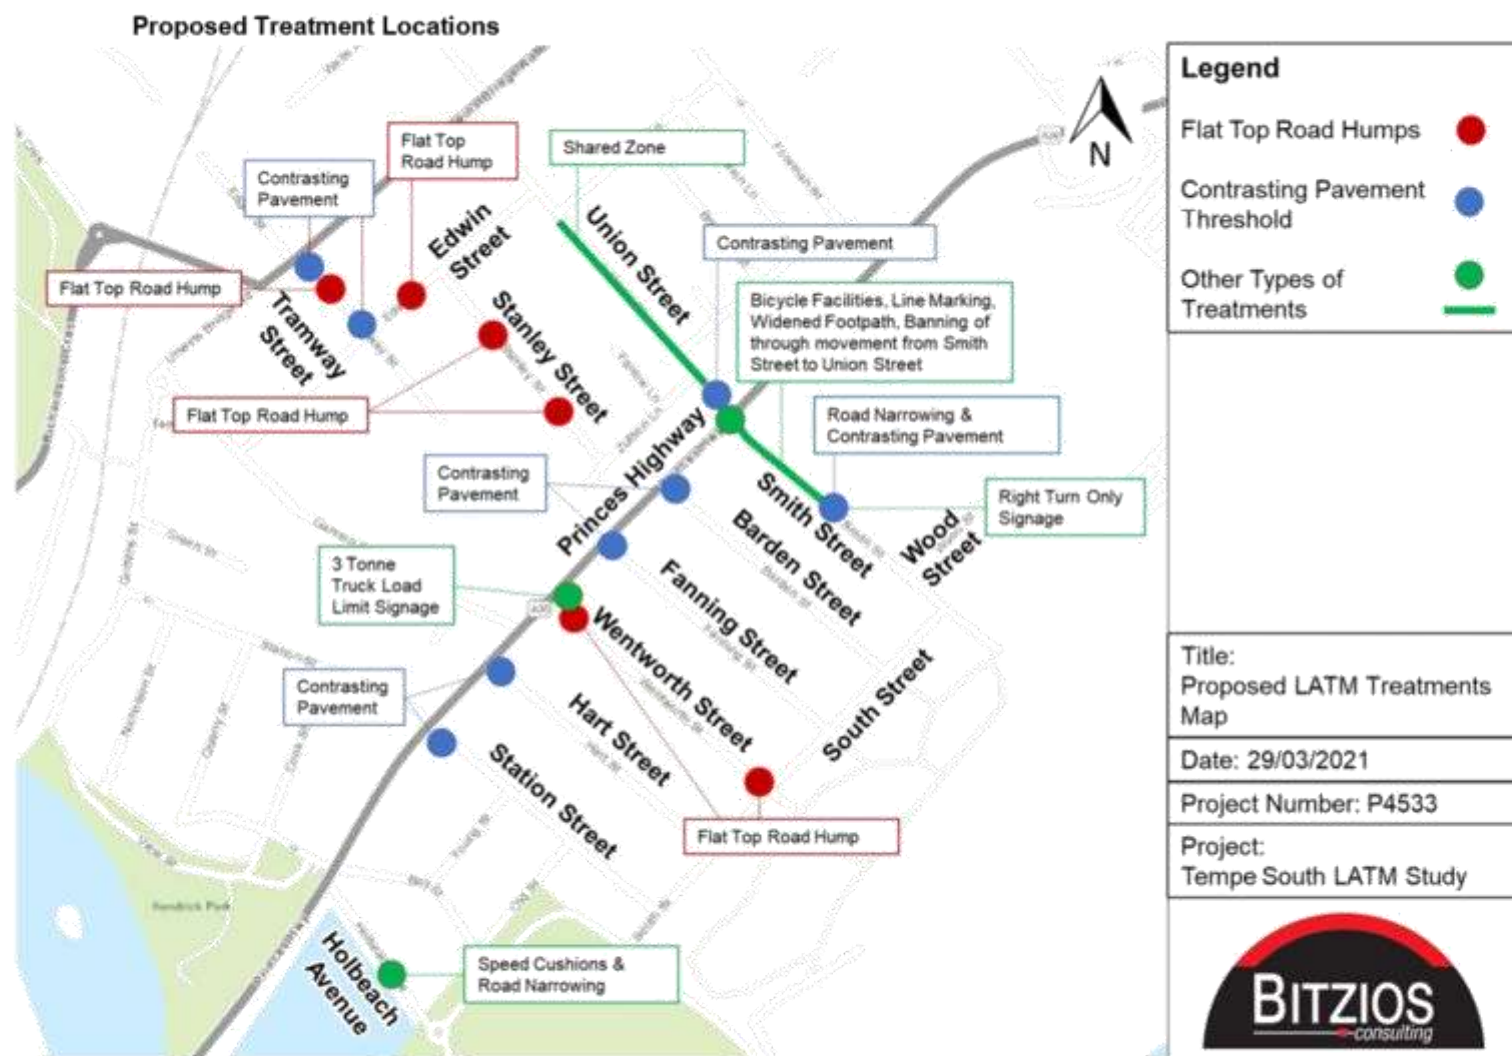 Proposed Treatment Locations
Flat Top
Road Hump
Shared Zone
Contrasting
Pavement
Edwin
Street
Union Street
Contrasting Pavement
Flat Top Road Hump
Tramway
Street
Stanley Street
Bicycle Facilities, Line Marking,
Widened Footpath, Banning of
through movement from Smith
Street to Union Street
Flat Top Road Hump
Road Narrowing &
Contrasting Pavement
Contrasting
Pavement
Princes Highway
Smith Street
Right Turn Only
Signage
Wood
Street
Barden Street
3 Tonne
Truck Load
Limit Signage
Fanning Street
Wentworth Street
South Street
Contrasting
Pavement
Hart Street
Station Street
Flat Top Road Hump
Kendrick Park
Holbeach
Avenue
Speed Cushions &
Road Narrowing
N
Legend
Flat Top Road Humps
Contrasting Pavement
Threshold
Other Types of
Treatments
Title:
Proposed LATM Treatments
Map
Date: 29/03/2021
Project Number: P4533
Project:
Tempe South LATM Study
BITZIOS
consulting